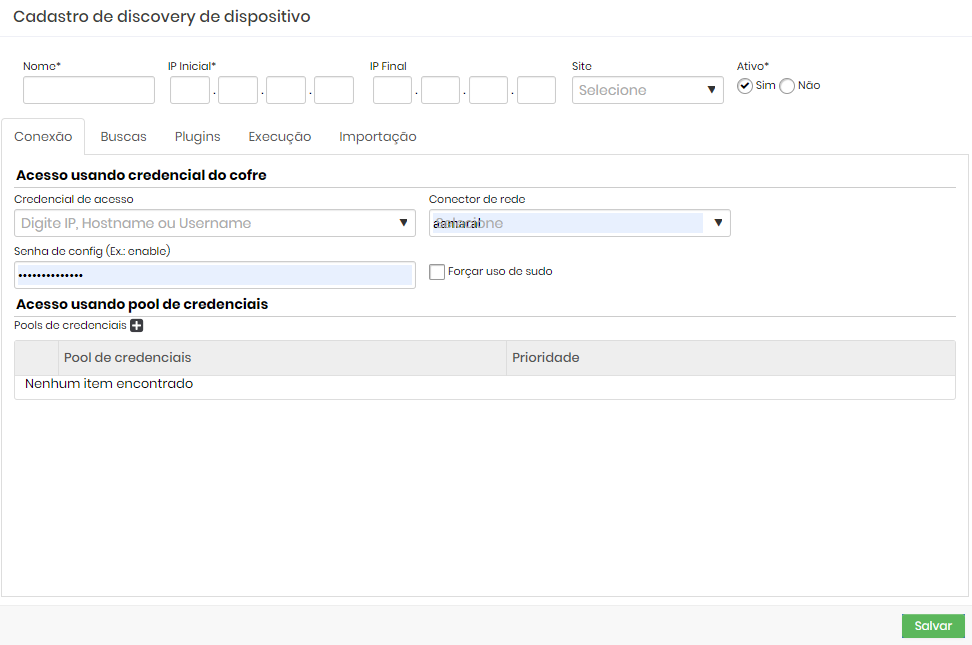 Cadastro de discovery de dispositivo
Nome* IP Inicial* IP Final Site Ativo*
. . . . . . Selecione Sim Não
Conexão Buscas Plugins Execução Importação
Acesso usando credencial do cofre
Credencial de acesso Conector de rede
Digite IP, Hostname ou Username Selecione
Senha de config (Ex.: enable)
•••••••••••••• Forçar uso de sudo
Acesso usando pool de credenciais
Pools de credenciais
Pool de credenciais Prioridade
Nenhum item encontrado
Salvar